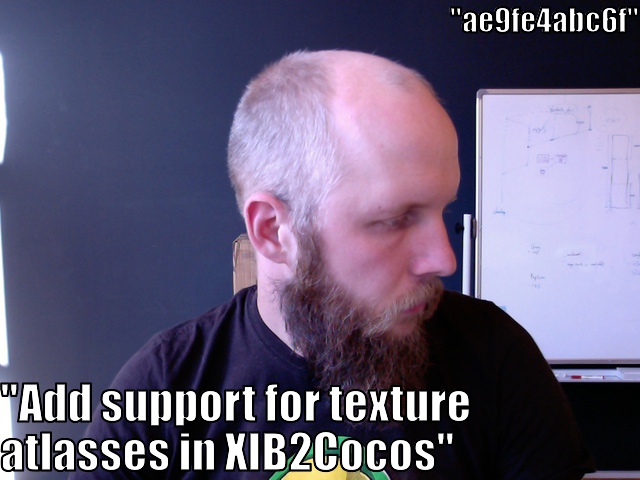 "ae9fe4abc6f"
"Add support for texture
atlasses in XIB2Cocos"